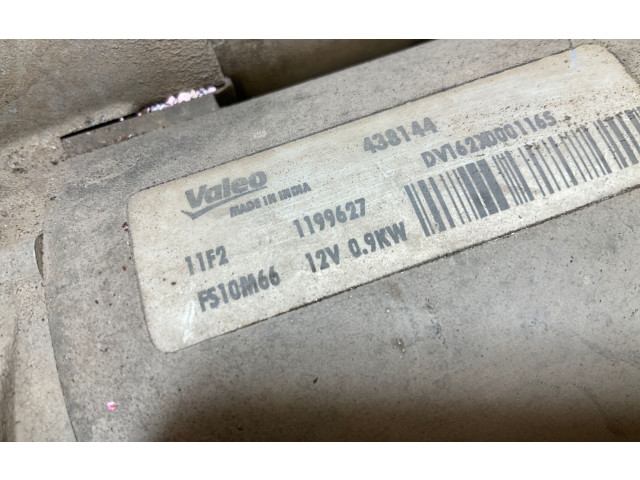 438144
Valeo
MADE IN INDIA
DV162X0001165
11F2 1199627
FS10M66 12V 0.9KW